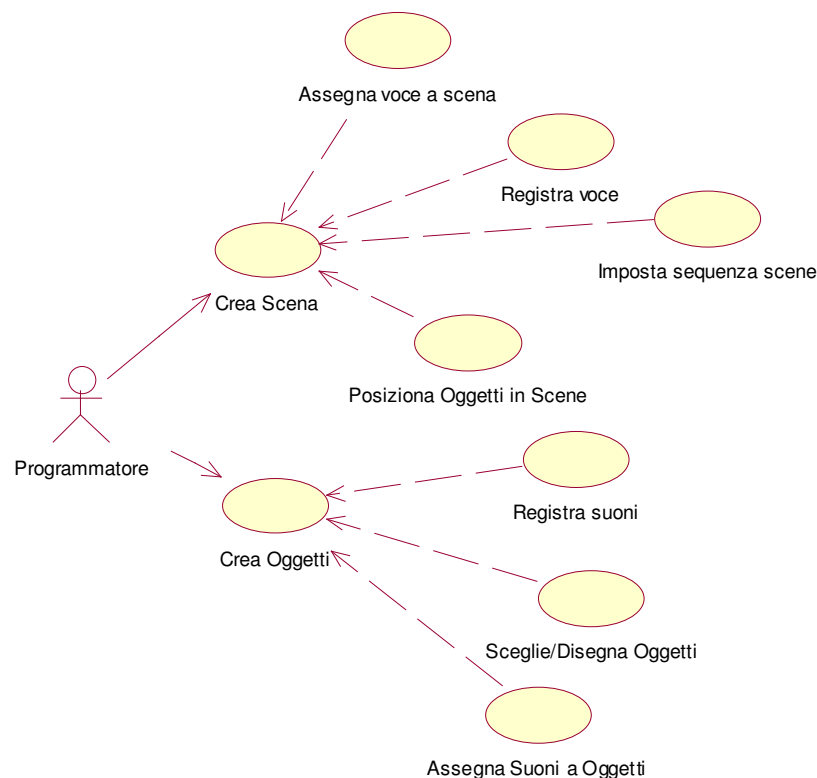 Assegna voce a scena
Registra voce
Imposta sequenza scene
Crea Scena
Posiziona Oggetti in Scene
Programmatore
Registra suoni
Crea Oggetti
Sceglie/Disegna Oggetti
Assegna Suoni a Oggetti